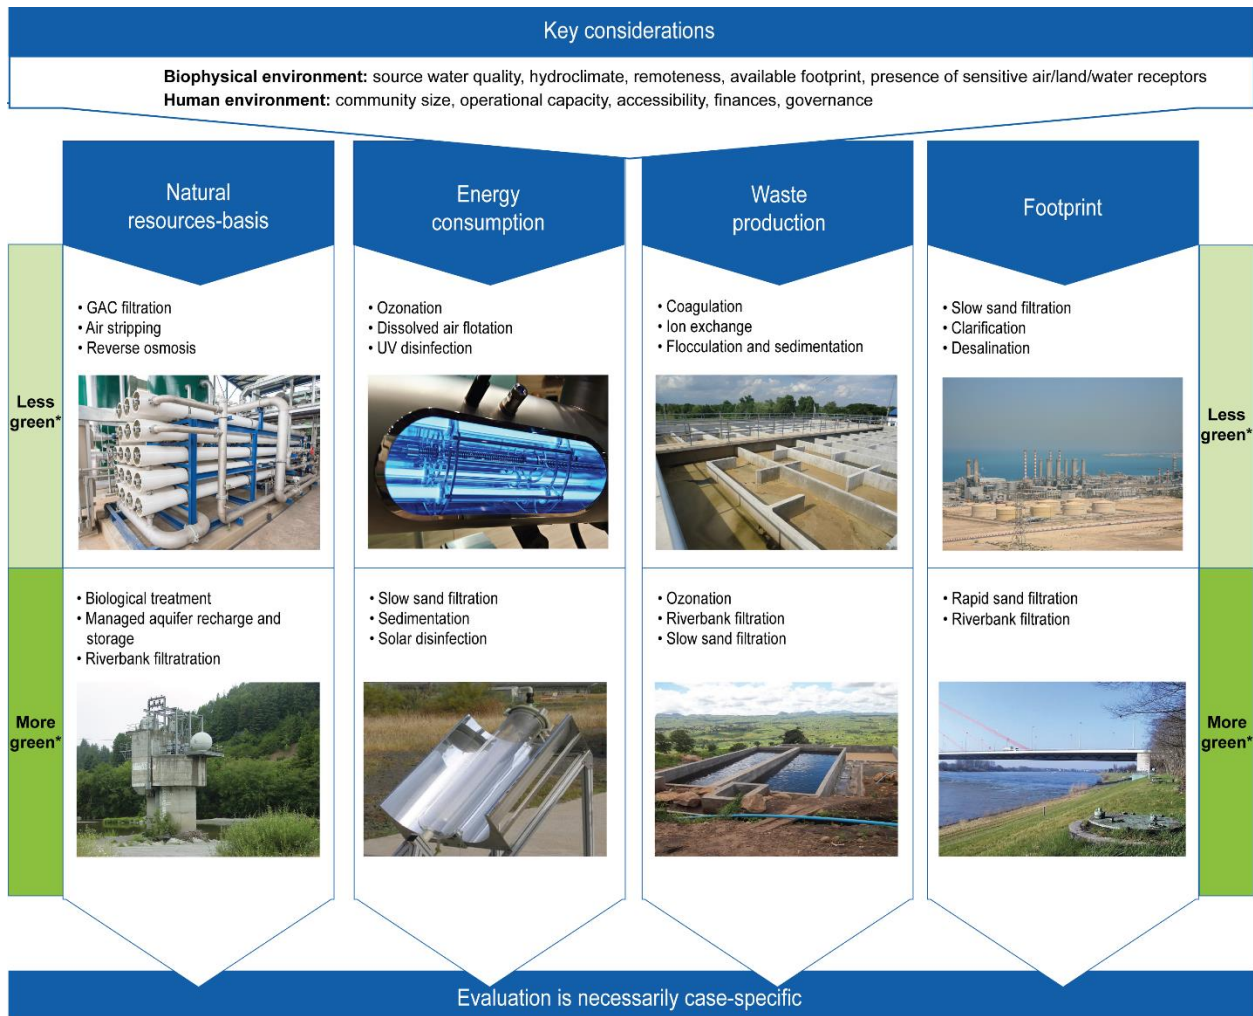 Key considerations
Biophysical environment: source water quality, hydroclimate, remoteness, available footprint, presence of sensitive air/land/water receptors
Human environment: community size, operational capacity, accessibility, finances, governance
Natural
resources-basis
Energy
consumption
Waste
production
Footprint
Less
green*
• GAC filtration
• Air stripping
• Reverse osmosis
• Ozonation
• Dissolved air flotation
• UV disinfection
• Coagulation
• Ion exchange
• Flocculation and sedimentation
• Slow sand filtration
• Clarification
• Desalination
Less
green*
More
green*
• Biological treatment
• Managed aquifer recharge and
storage
• Riverbank filtratration
• Slow sand filtration
• Sedimentation
• Solar disinfection
• Ozonation
• Riverbank filtration
• Slow sand filtration
• Rapid sand filtration
• Riverbank filtration
More
green*
Evaluation is necessarily case-specific